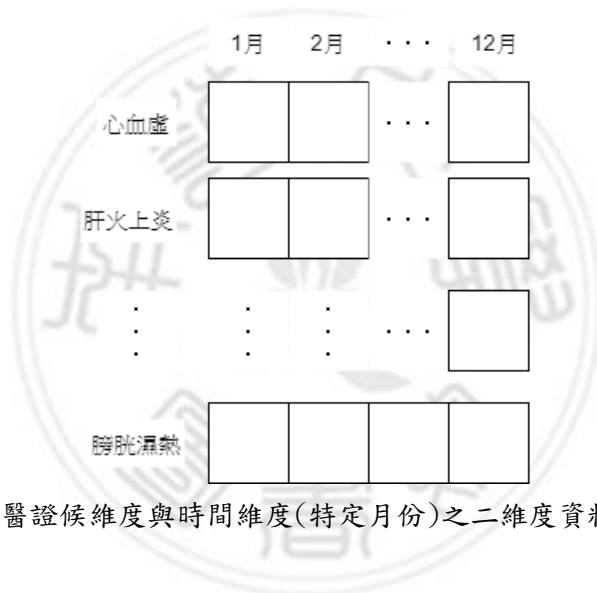 1月 2月 ··· 12月
心血虛 ···
肝火上炎 ···
⋮ ⋮ ⋮ ···
膀胱濕熱
醫證候維度與時間維度(特定月份)之二維度資